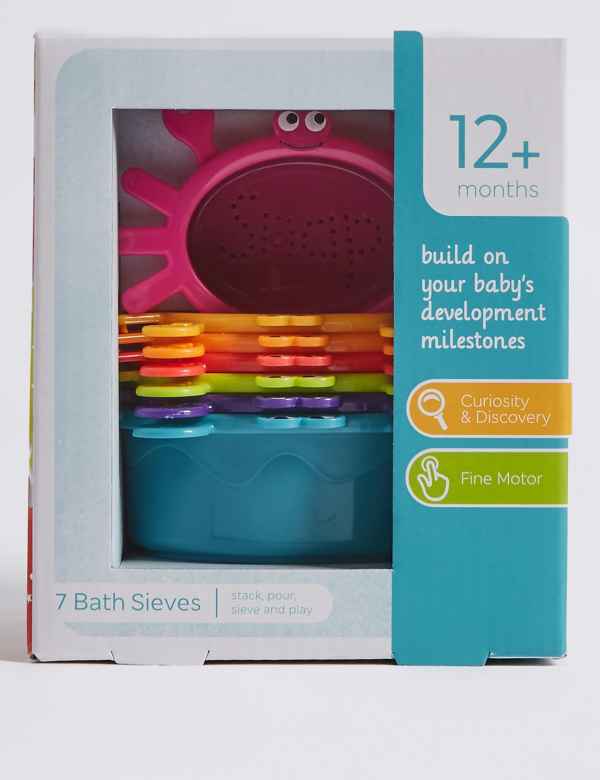 Snap
12+
months
build on
your baby's
development
milestones
Curiosity
& Discovery
Fine Motor
7 Bath Sieves
stack, pour,
sieve and play